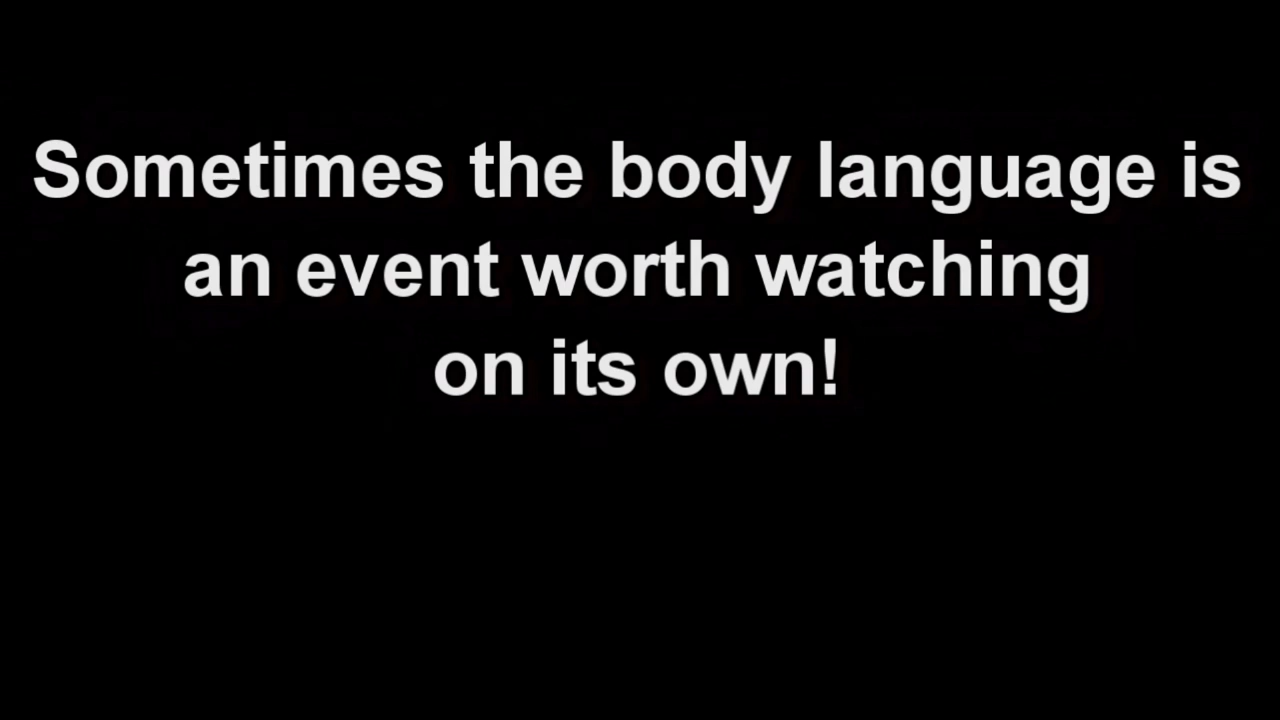 Sometimes the body language is
an event worth watching
on its own!